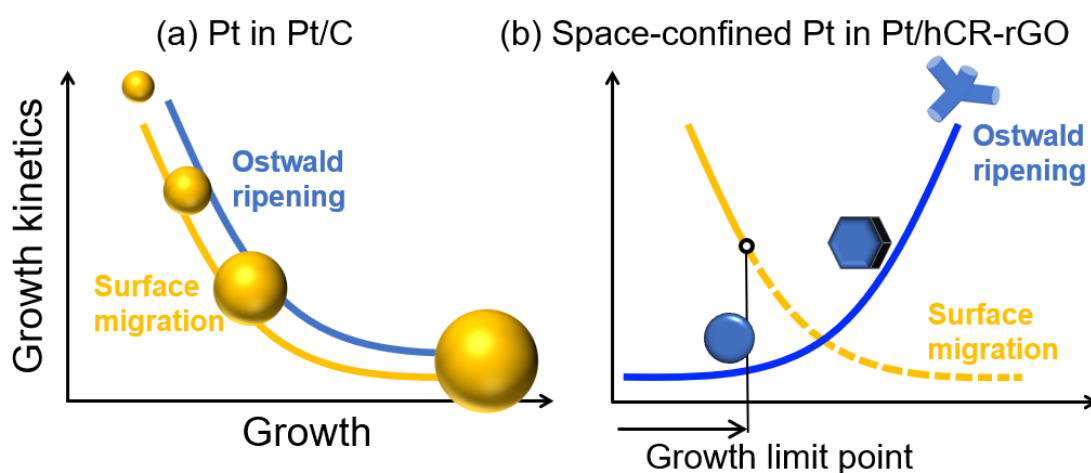 (a) Pt in Pt/C
(b) Space-confined Pt in Pt/hCR-rGO
Growth kinetics
Ostwald
ripening
Surface
migration
Growth
Ostwald
ripening
Surface
migration
Growth limit point